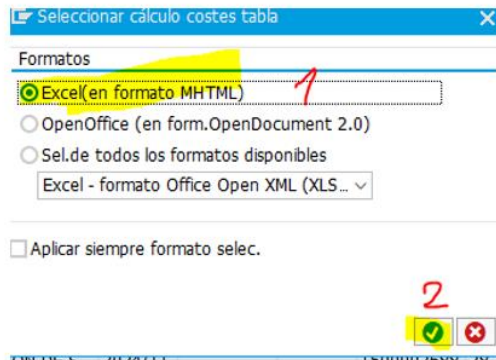 Seleccionar cálculo costes tabla
Formatos
Excel(en formato MHTML)
1
OpenOffice (en form.OpenDocument 2.0)
Sel.de todos los formatos disponibles
Excel - formato Office Open XML (XLS...
Aplicar siempre formato selec.
2